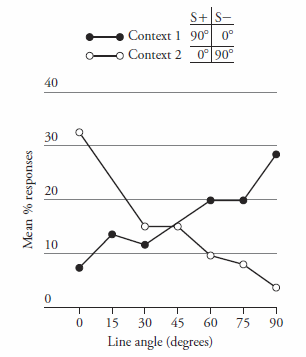 S+ S−
Context 1 90° 0°
Context 2 0° 90°
40
30
20
10
0
Mean % responses
0 15 30 45 60 75 90
Line angle (degrees)